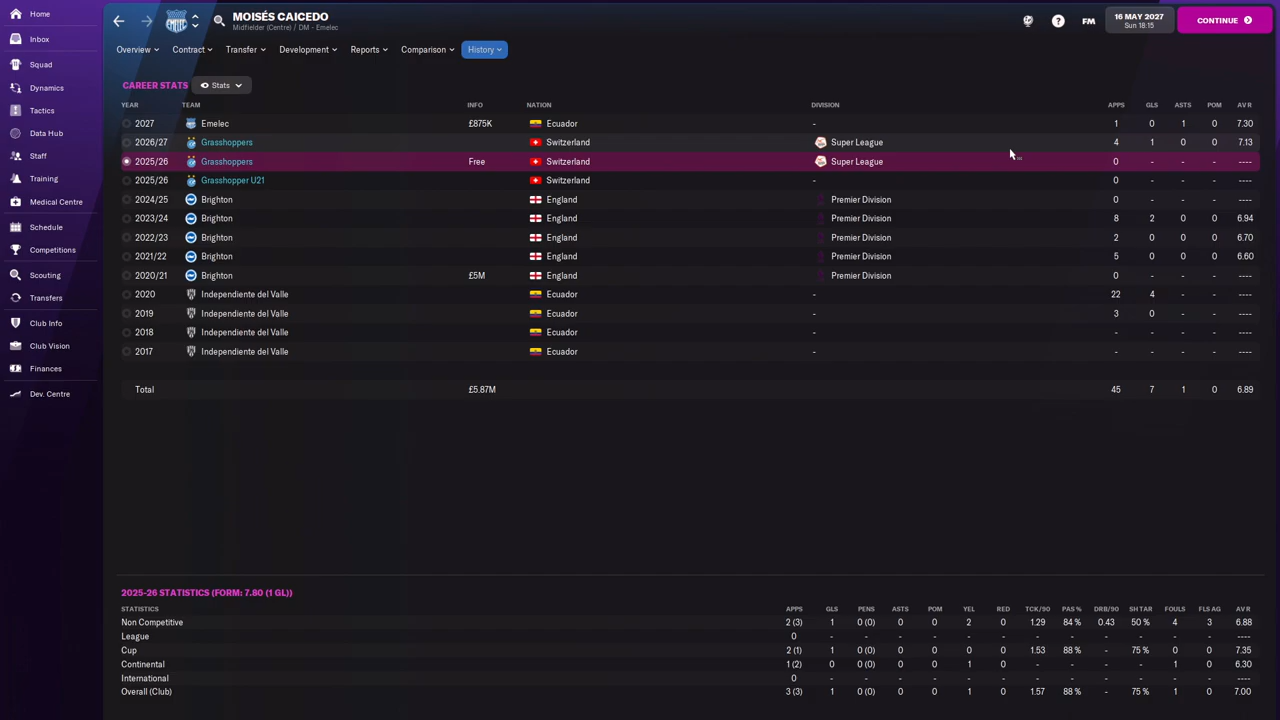 Home
MOISÉS CAICEDO
Midfielder (Centre) / DM - Emelec
FM
16 MAY 2027
Sun 18:15
CONTINUE
Inbox
Squad
Dynamics
Tactics
Data Hub
Staff
Training
Medical Centre
Schedule
Competitions
Scouting
Transfers
Club Info
Club Vision
Finances
Dev. Centre
Overview Contract Transfer Development Reports Comparison History
CAREER STATS Stats
YEAR TEAM INFO NATION DIVISION APPS GLS ASTS POM AV R
2027 Emelec £875K Ecuador - 1 0 1 0 7.30
2026/27 Grasshoppers Switzerland Super League 4 1 0 0 7.13
2025/26 Grasshoppers Free Switzerland Super League 0 - - - ----
2025/26 Grasshopper U21 Switzerland - 0 - - - ----
2024/25 Brighton England Premier Division 0 - - - ----
2023/24 Brighton England Premier Division 8 2 0 0 6.94
2022/23 Brighton England Premier Division 2 0 0 0 6.70
2021/22 Brighton England Premier Division 5 0 0 0 6.60
2020/21 Brighton £5M England Premier Division 0 - - - ----
2020 Independiente del Valle Ecuador - 22 4 - - ----
2019 Independiente del Valle Ecuador - 3 0 - - ----
2018 Independiente del Valle Ecuador - - - - - ----
2017 Independiente del Valle Ecuador - - - - - ----
Total £5.87M 45 7 1 0 6.89
2025-26 STATISTICS (FORM: 7.80 (1 GL))
STATISTICS APPS GLS PENS ASTS POM YEL RED TCK/90 PAS % DRB/90 SH TAR FOULS FLS AG AV R
Non Competitive 2 (3) 1 0 (0) 0 0 2 0 1.29 84 % 0.43 50 % 4 3 6.88
League 0 - - - - - - - - - - - - ----
Cup 2 (1) 1 0 (0) 0 0 0 0 1.53 88 % - 75 % 0 0 7.35
Continental 1 (2) 0 0 (0) 0 0 1 0 - - - - 1 0 6.30
International 0 - - - - - - - - - - - - ----
Overall (Club) 3 (3) 1 0 (0) 0 0 1 0 1.57 88 % - 75 % 1 0 7.00